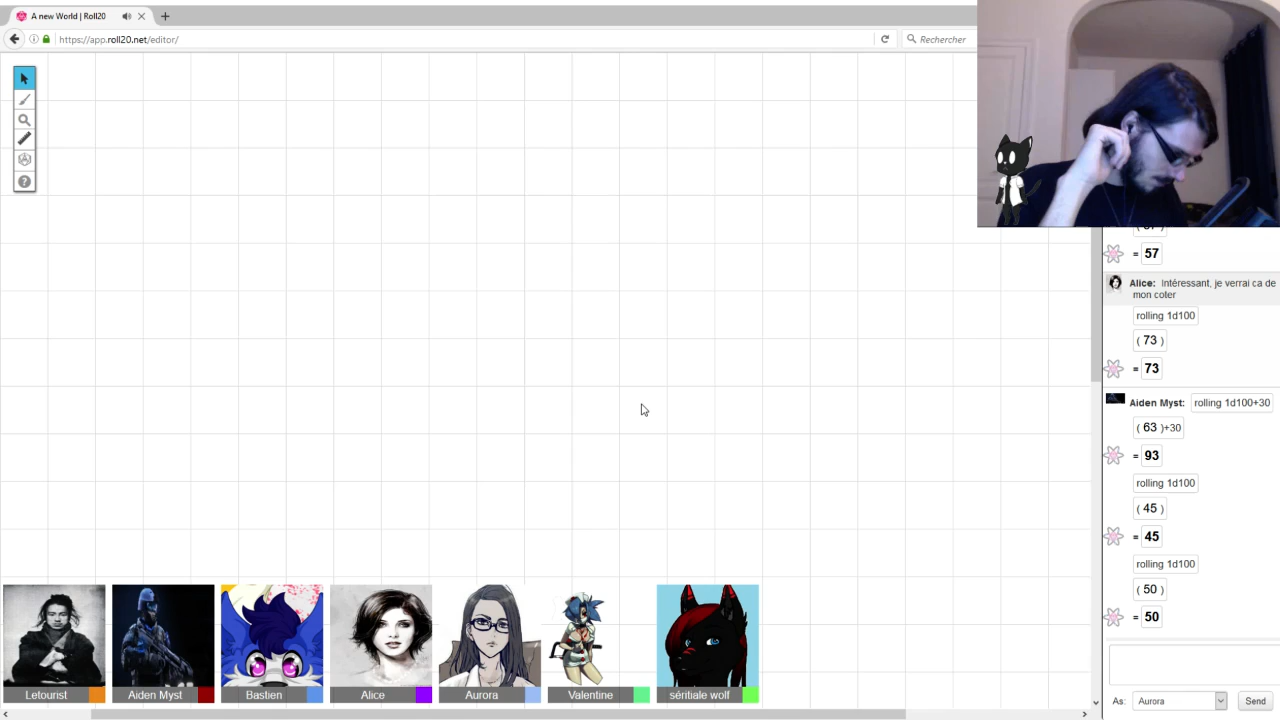 A new World | Roll20
https://app.roll20.net/editor/
Rechercher
= 57
Alice: Intéressant, je verrai ca de
mon coter
rolling 1d100
( 73 )
= 73
Aiden Myst: rolling 1d100+30
( 63 )+30
= 93
rolling 1d100
( 45 )
= 45
rolling 1d100
( 50 )
= 50
Letourist
Aiden Myst
Bastien
Alice
Aurora
Valentine
séritiale wolf
As: Aurora
Send